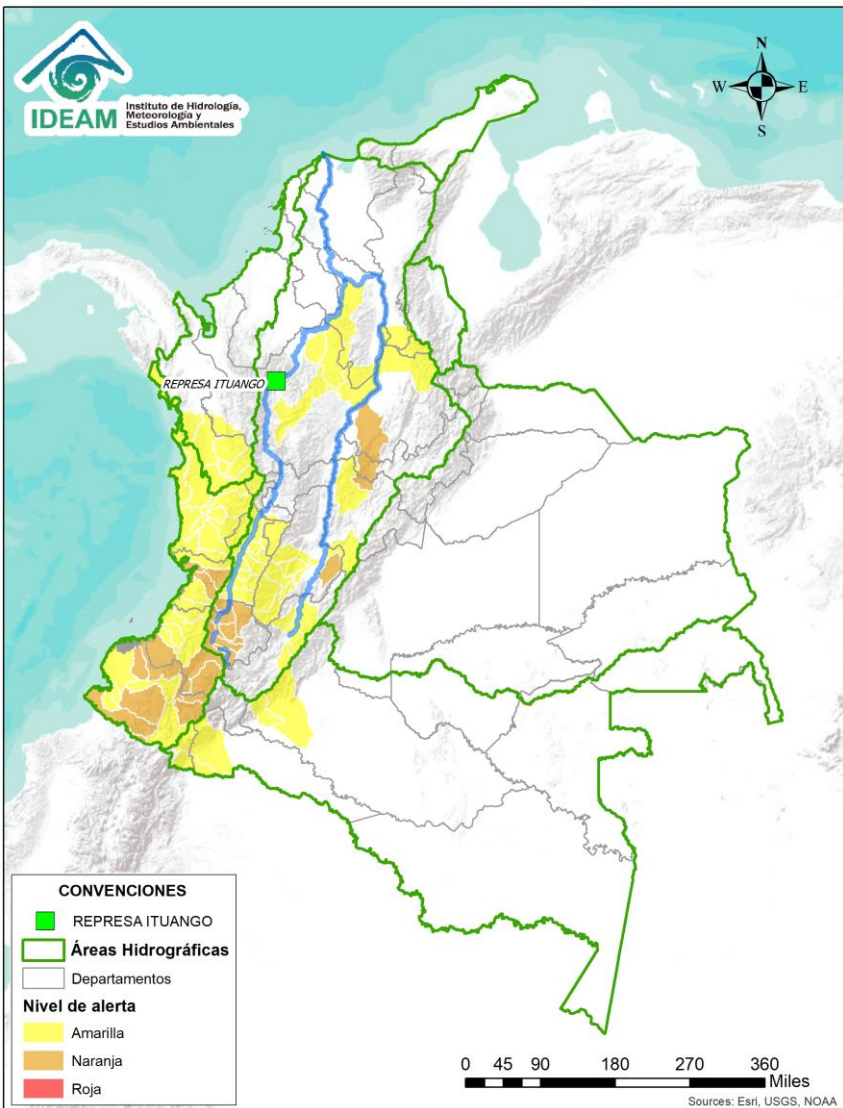 IDEAM
Instituto de Hidrología,
Meteorología y
Estudios Ambientales
N
W
E
S
REPRESA ITUANGO
CONVENCIONES
REPRESA ITUANGO
Áreas Hidrográficas
Departamentos
Nivel de alerta
Amarilla
Naranja
Roja
0 45 90 180 270 360
Miles
Sources: Esri, USGS, NOAA